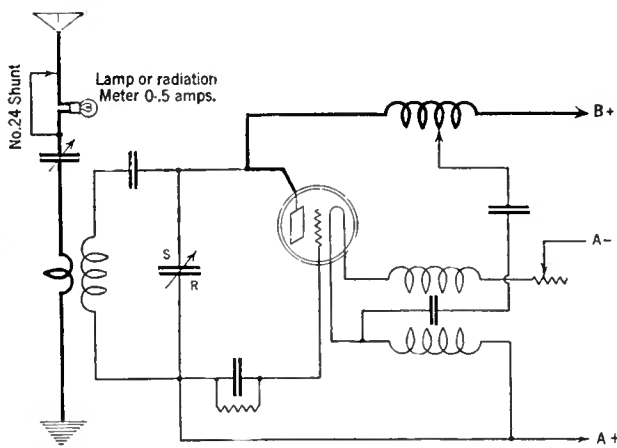 No.24 Shunt
Lamp or radiation
Meter 0-.5 amps.
B+
A-
S
R
A+